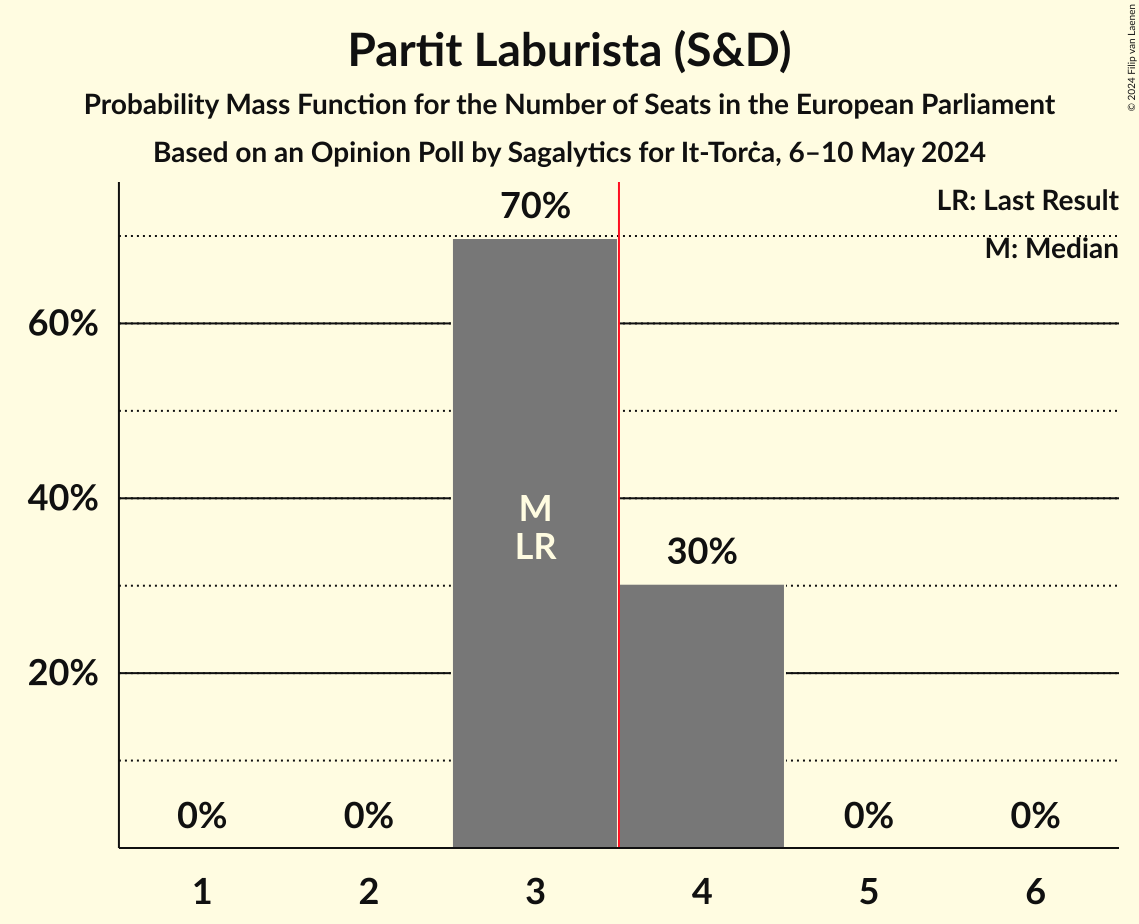 Partit Laburista (S&D)
Probability Mass Function for the Number of Seats in the European Parliament
Based on an Opinion Poll by Sagalytics for It-Torċa, 6–10 May 2024
© 2024 Filip van Laenen
LR: Last Result
M: Median
70%
60%
40%
M
LR
30%
20%
0%
0%
0%
0%
1
2
3
4
5
6